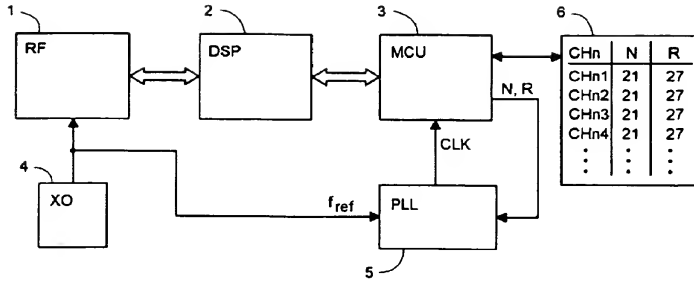 1
2
3
6
RF
DSP
MCU
CHn N R
CHn1 21 27
CHn2 21 27
CHn3 21 27
CHn4 21 27
N, R
CLK
4
XO
fref
PLL
5